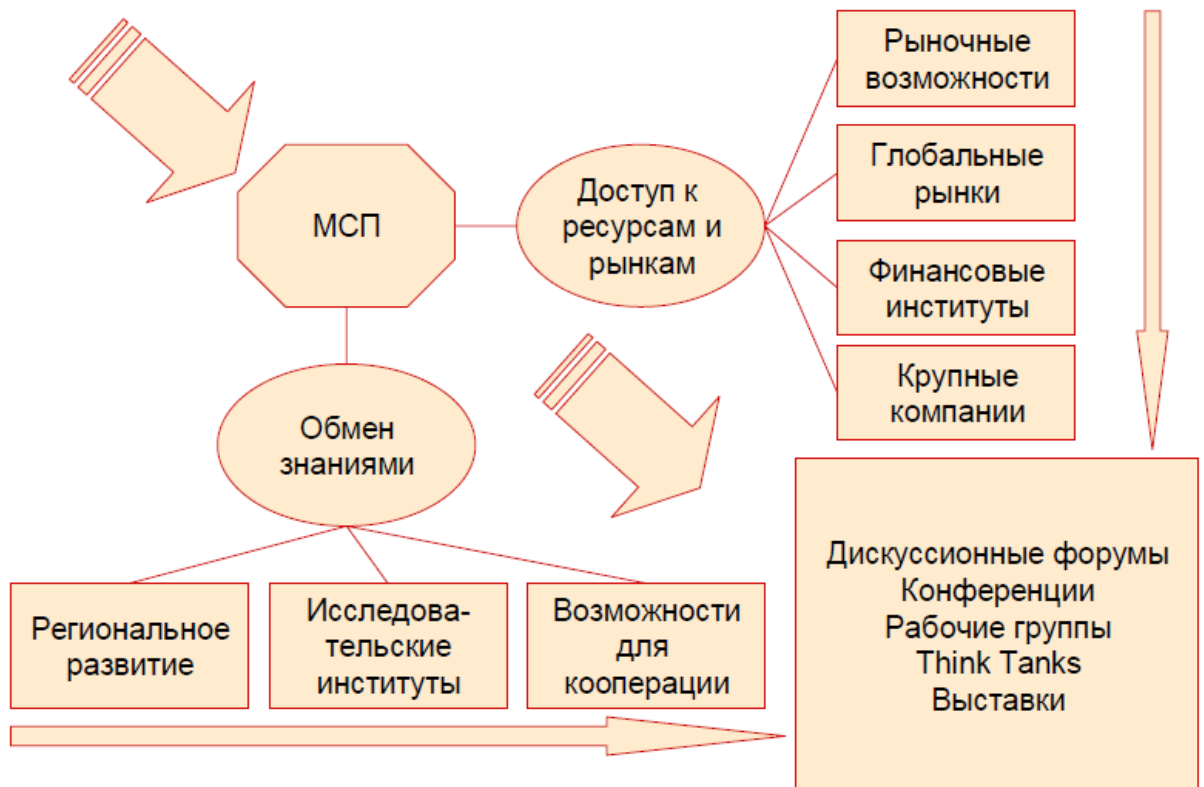 Рыночные
возможности
Глобальные
рынки
МСП
Доступ к
ресурсам и
рынкам
Финансовые
институты
Крупные
компании
Обмен
знаниями
Региональное
развитие
Исследова-
тельские
институты
Возможности
для
кооперации
Дискуссионные форумы
Конференции
Рабочие группы
Think Tanks
Выставки